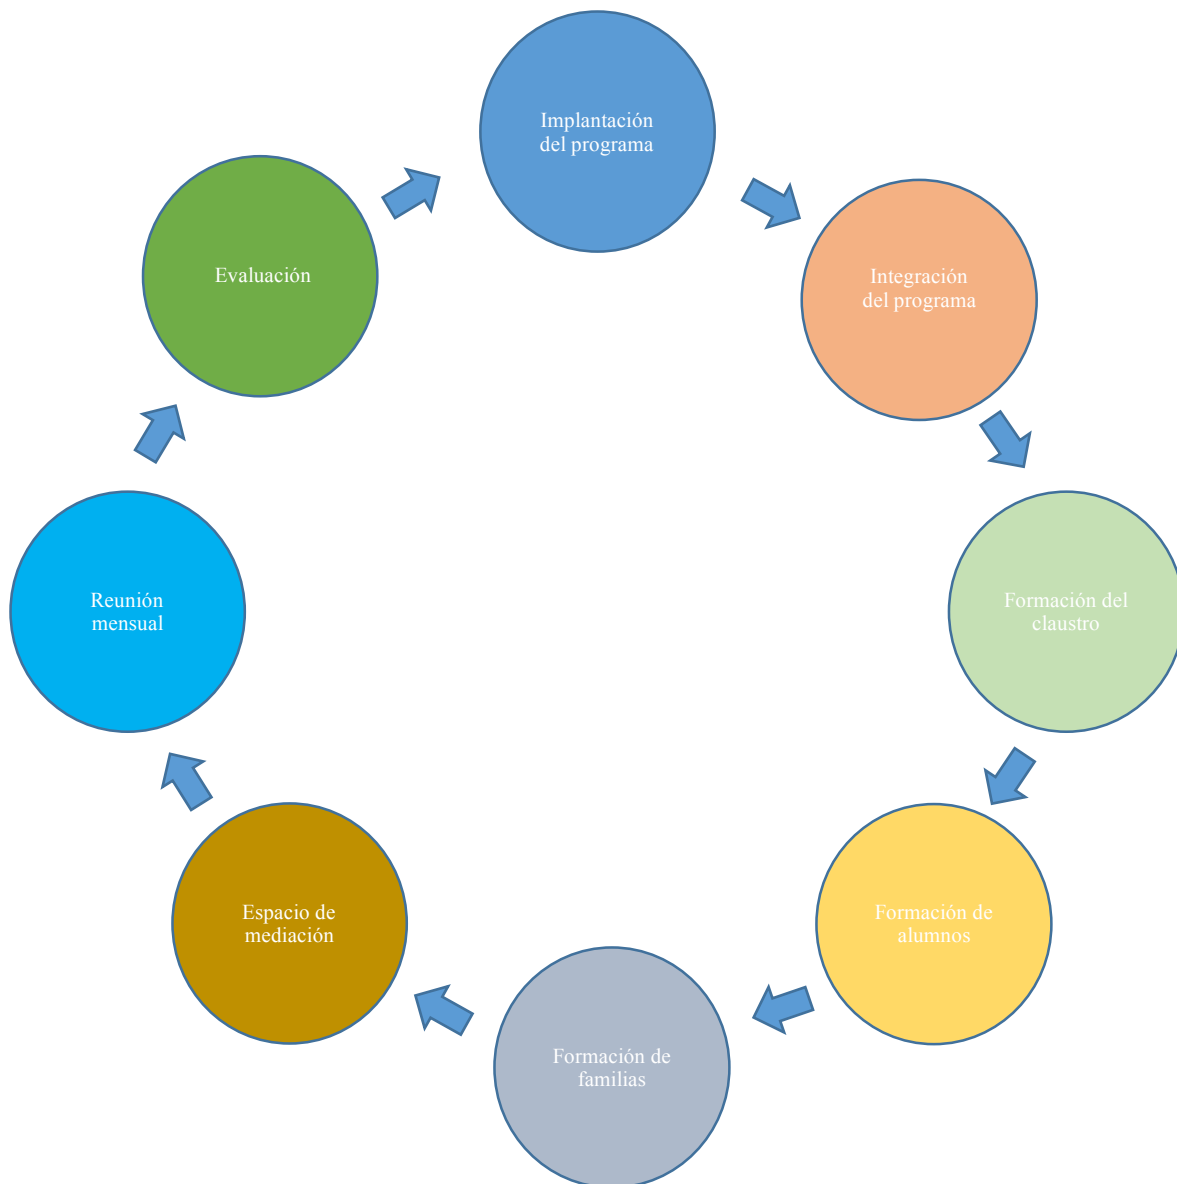 Implantación
del programa
Integración
del programa
Formación del
claustro
Formación de
alumnos
Formación de
familias
Espacio de
mediación
Reunión
mensual
Evaluación